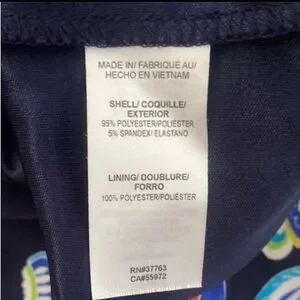 MADE IN/ FABRIQUÉ AU/
HECHO EN VIETNAM
SHELL/ COQUILLE/
EXTERIOR
95% POLYESTER/POLIÉSTER
5% SPANDEX/ ELASTANO
LINING/ DOUBLURE/
FORRO
100% POLYESTER/POLIÉSTER
RN#37763
CA#55972